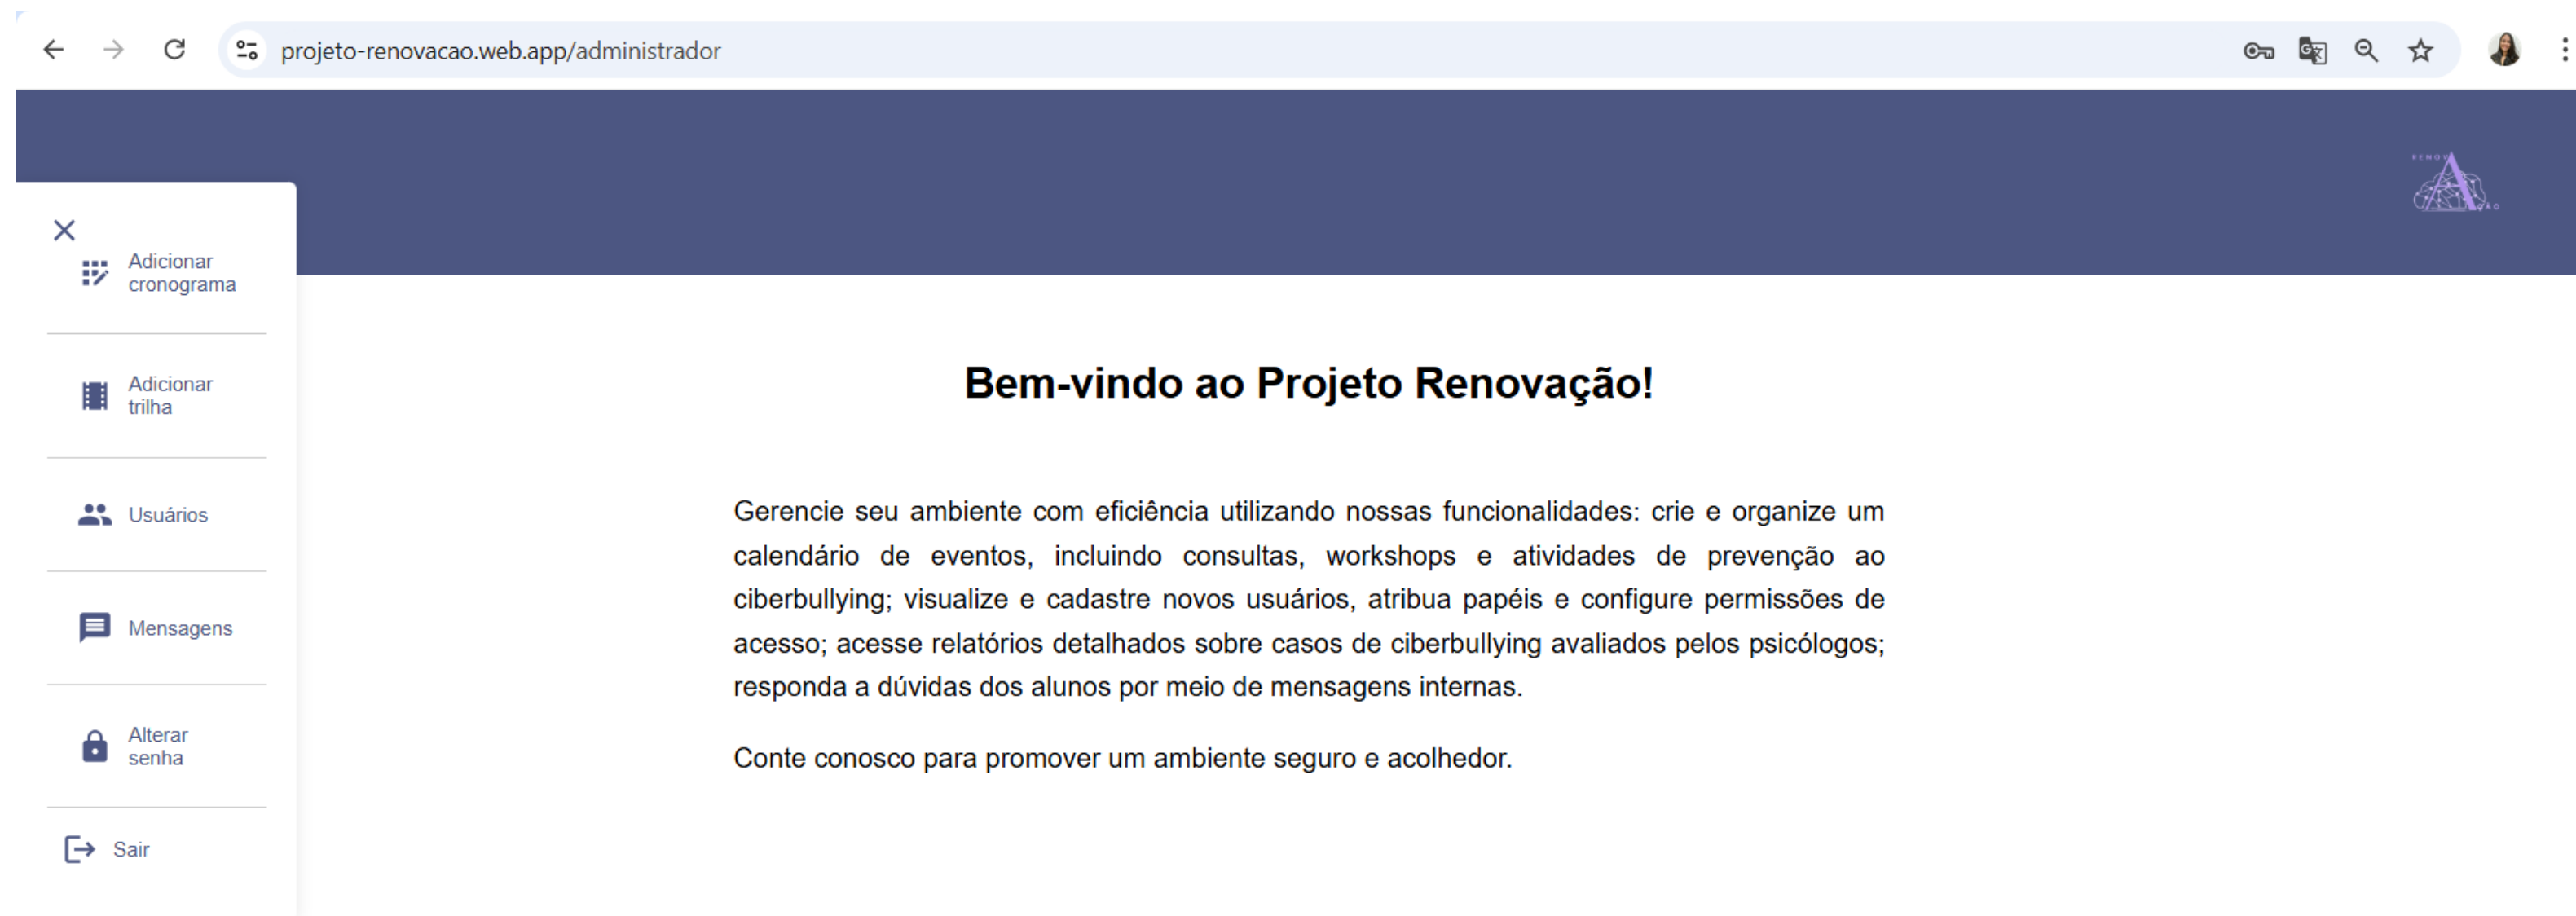 projeto-renovacao.web.app/administrador
RENOV
AÇÃO
Adicionar
cronograma
Adicionar
trilha
Usuários
Mensagens
Alterar
senha
Sair
Bem-vindo ao Projeto Renovação!
Gerencie seu ambiente com eficiência utilizando nossas funcionalidades: crie e organize um
calendário de eventos, incluindo consultas, workshops e atividades de prevenção ao
ciberbullying; visualize e cadastre novos usuários, atribua papéis e configure permissões de
acesso; acesse relatórios detalhados sobre casos de ciberbullying avaliados pelos psicólogos;
responda a dúvidas dos alunos por meio de mensagens internas.
Conte conosco para promover um ambiente seguro e acolhedor.